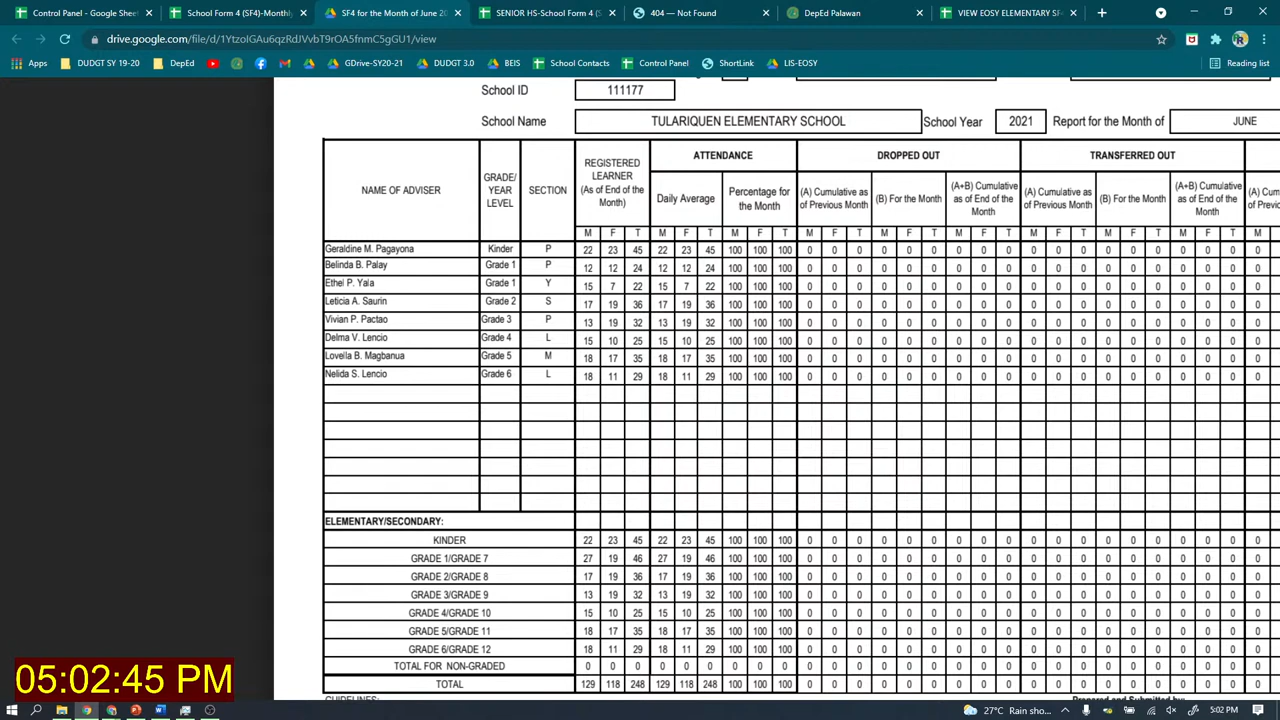 Control Panel - Google Sheet
School Form 4 (SF4)-Monthly
SF4 for the Month of June 20
SENIOR HS-School Form 4 (SF
404 — Not Found
DepEd Palawan
VIEW EOSY ELEMENTARY SF
drive.google.com/file/d/1YtzoIGAu6qzRdJVvbT9rOA5fnmC5gGU1/view
Apps
DUDGT SY 19-20
DepEd
GDrive-SY20-21
DUDGT 3.0
BEIS
School Contacts
Control Panel
ShortLink
LIS-EOSY
Reading list
School ID 111177
School Name TULARIQUEN ELEMENTARY SCHOOL School Year 2021 Report for the Month of JUNE
NAME OF ADVISER
GRADE/ YEAR LEVEL
SECTION
REGISTERED LEARNER (As of End of the Month)
ATTENDANCE
DROPPED OUT
TRANSFERRED OUT
Daily Average
Percentage for the Month
(A) Cumulative as of Previous Month
(B) For the Month
(A+B) Cumulative as of End of the Month
(A) Cumulative as of Previous Month
(B) For the Month
(A+B) Cumulative as of End of the Month
(A) Cum
as of Pre
M F T M F T M F T M F T M F T M F T M F T M F T M F T M
Geraldine M. Pagayona Kinder P 22 23 45 22 23 45 100 100 100 0 0 0 0 0 0 0 0 0 0 0 0 0 0 0 0 0 0 0
Belinda B. Palay Grade 1 P 12 12 24 12 12 24 100 100 100 0 0 0 0 0 0 0 0 0 0 0 0 0 0 0 0 0 0 0
Ethel P. Yala Grade 1 Y 15 7 22 15 7 22 100 100 100 0 0 0 0 0 0 0 0 0 0 0 0 0 0 0 0 0 0 0
Leticia A. Saurin Grade 2 S 17 19 36 17 19 36 100 100 100 0 0 0 0 0 0 0 0 0 0 0 0 0 0 0 0 0 0 0
Vivian P. Pactao Grade 3 P 13 19 32 13 19 32 100 100 100 0 0 0 0 0 0 0 0 0 0 0 0 0 0 0 0 0 0 0
Delma V. Lencio Grade 4 L 15 10 25 15 10 25 100 100 100 0 0 0 0 0 0 0 0 0 0 0 0 0 0 0 0 0 0 0
Lovella B. Magbanua Grade 5 M 18 17 35 18 17 35 100 100 100 0 0 0 0 0 0 0 0 0 0 0 0 0 0 0 0 0 0 0
Nelida S. Lencio Grade 6 L 18 11 29 18 11 29 100 100 100 0 0 0 0 0 0 0 0 0 0 0 0 0 0 0 0 0 0 0
ELEMENTARY/SECONDARY:
KINDER 22 23 45 22 23 45 100 100 100 0 0 0 0 0 0 0 0 0 0 0 0 0 0 0 0 0 0 0
GRADE 1/GRADE 7 27 19 46 27 19 46 100 100 100 0 0 0 0 0 0 0 0 0 0 0 0 0 0 0 0 0 0 0
GRADE 2/GRADE 8 17 19 36 17 19 36 100 100 100 0 0 0 0 0 0 0 0 0 0 0 0 0 0 0 0 0 0 0
GRADE 3/GRADE 9 13 19 32 13 19 32 100 100 100 0 0 0 0 0 0 0 0 0 0 0 0 0 0 0 0 0 0 0
GRADE 4/GRADE 10 15 10 25 15 10 25 100 100 100 0 0 0 0 0 0 0 0 0 0 0 0 0 0 0 0 0 0 0
GRADE 5/GRADE 11 18 17 35 18 17 35 100 100 100 0 0 0 0 0 0 0 0 0 0 0 0 0 0 0 0 0 0 0
GRADE 6/GRADE 12 18 11 29 18 11 29 100 100 100 0 0 0 0 0 0 0 0 0 0 0 0 0 0 0 0 0 0 0
TOTAL FOR NON-GRADED 0 0 0 0 0 0 0 0 0 0 0 0 0 0 0 0 0 0 0 0 0 0 0 0 0 0 0 0
TOTAL 129 118 248 129 118 248 100 100 100 0 0 0 0 0 0 0 0 0 0 0 0 0 0 0 0 0 0 0
GUIDELINES: Prepared and Submitted by:
05:02:45 PM
27°C Rain sho...
5:02 PM